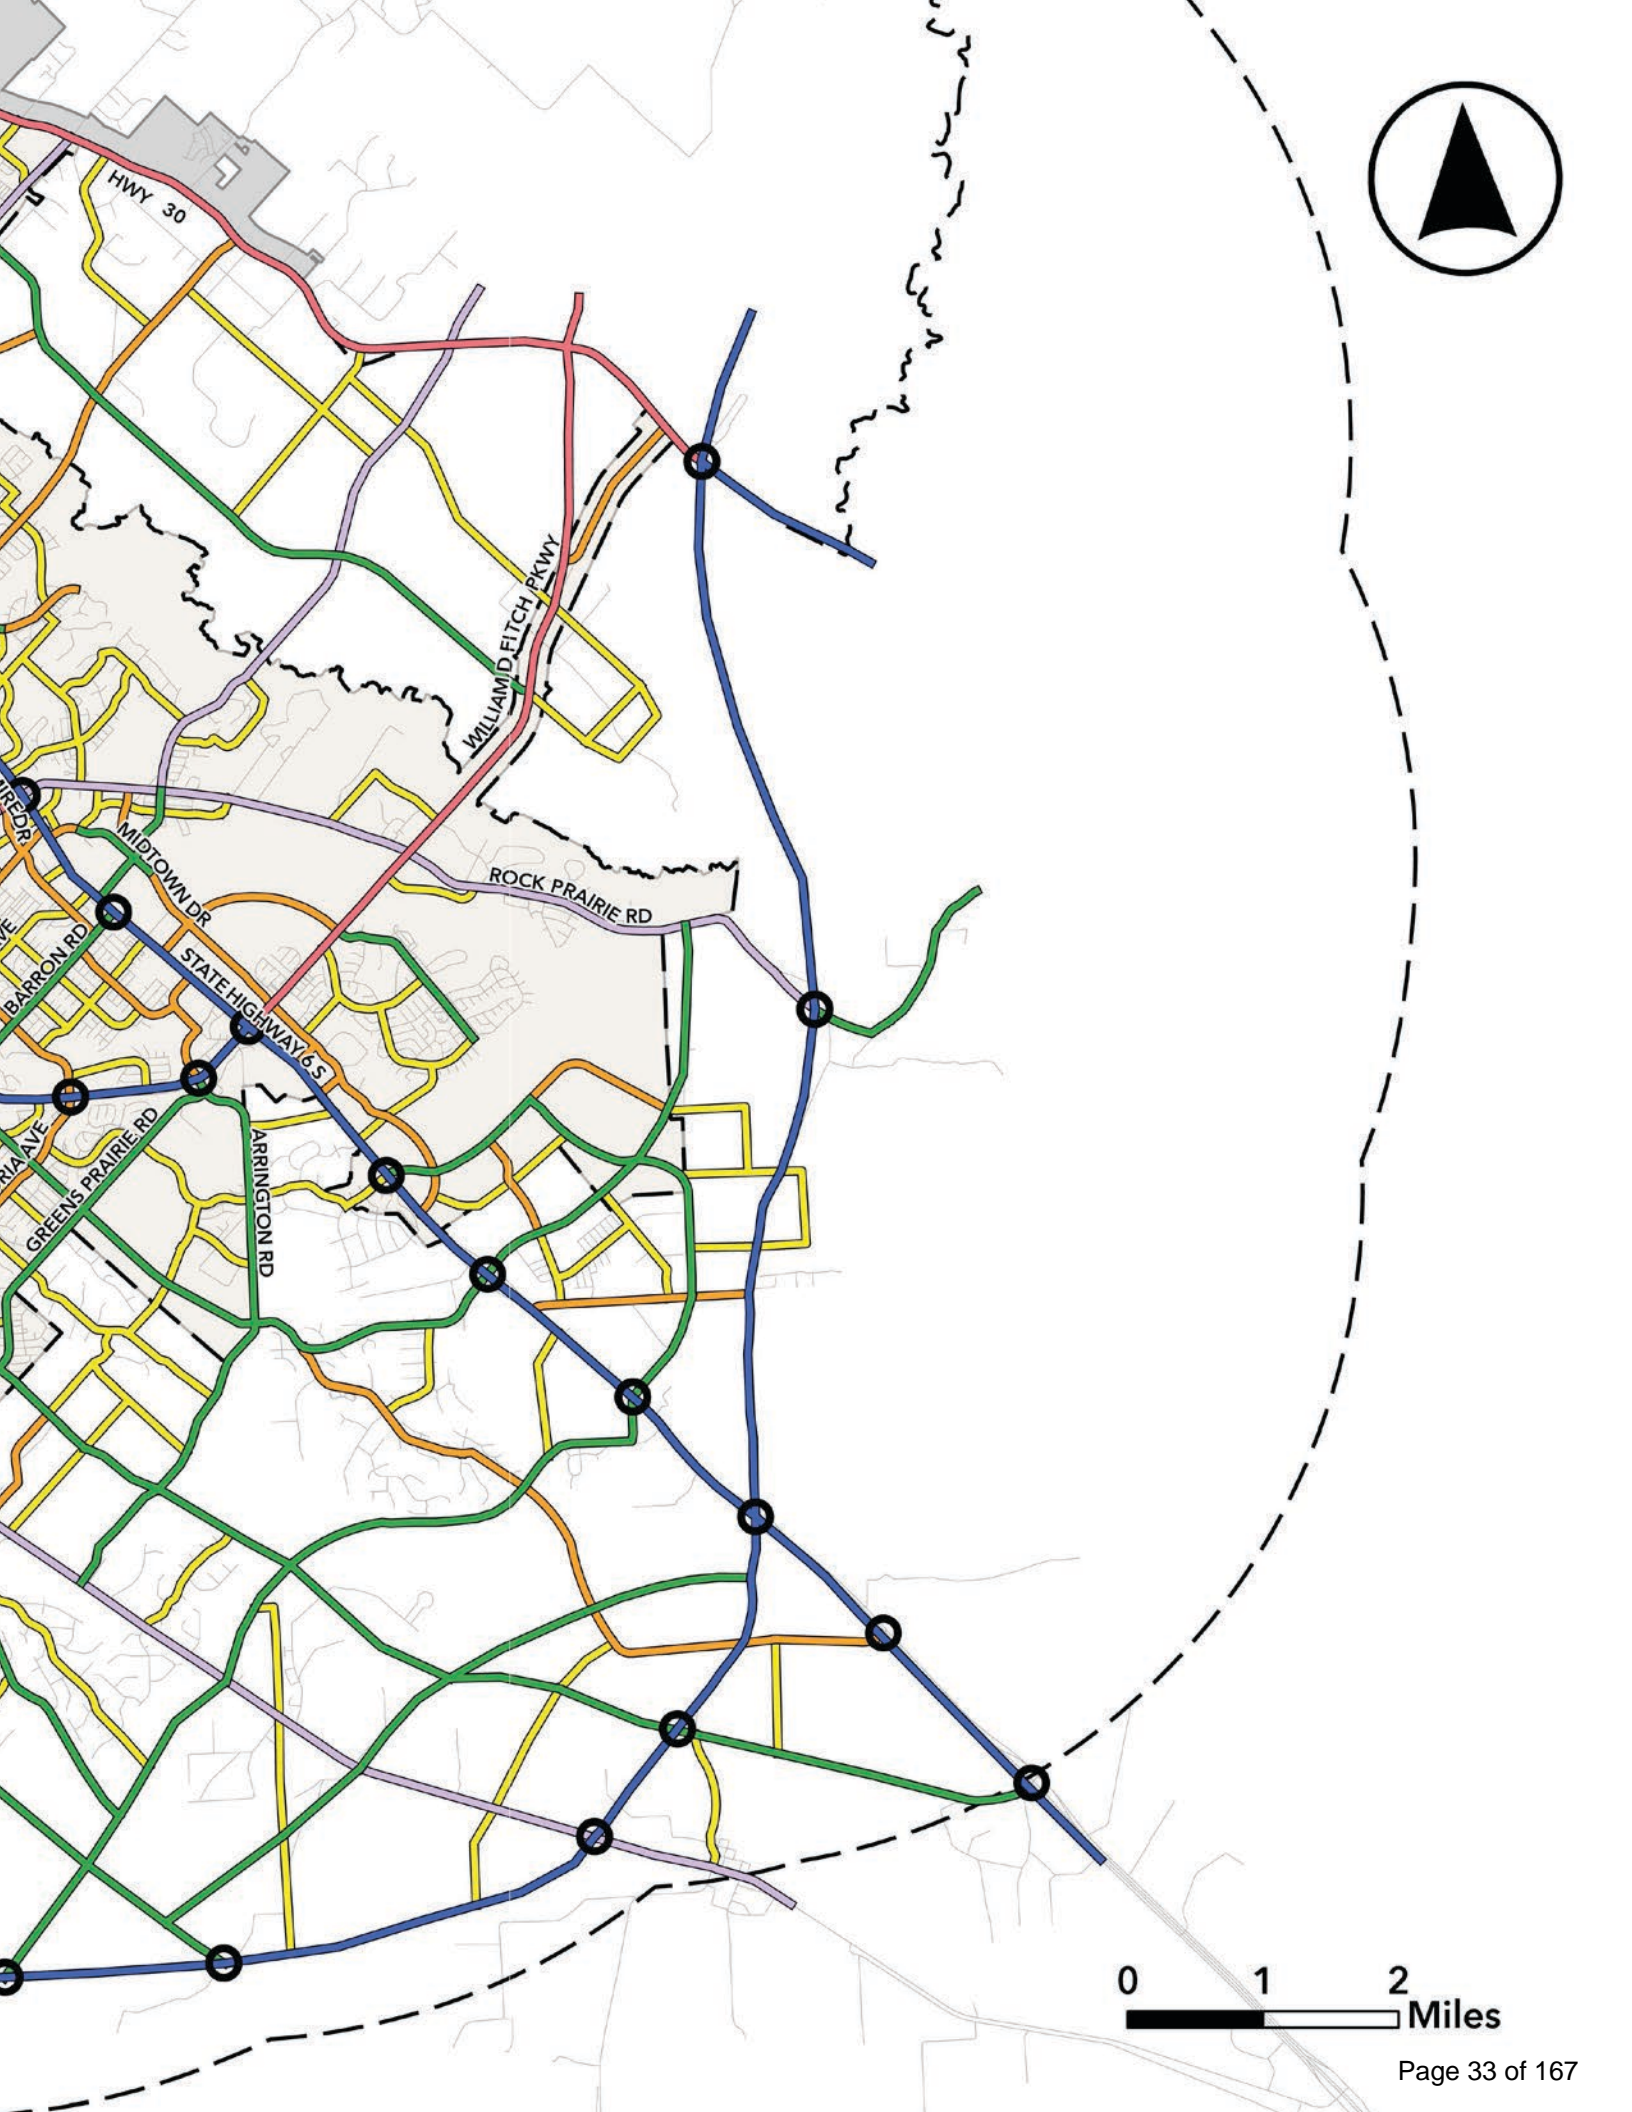 HWY 30
WILLIAM D FITCH PKWY
MIDTOWN DR
ROCK PRAIRIE RD
BARRON RD
STATE HIGHWAY 6 S
GREENS PRAIRIE RD
ARRINGTON RD
0 1 2
Miles
Page 33 of 167